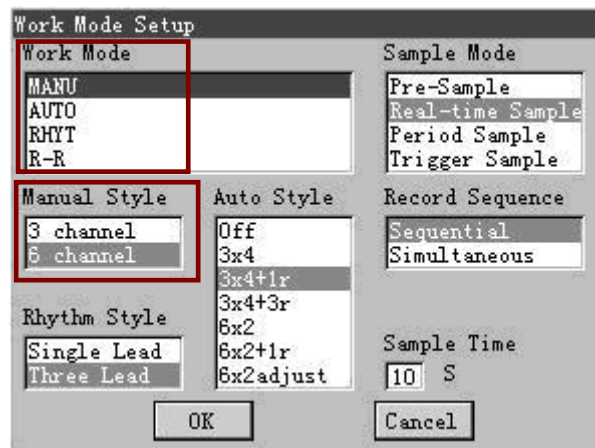 Work Mode Setup
Work Mode
MANU
AUTO
RHYT
R-R
Sample Mode
Pre-Sample
Real-time Sample
Period Sample
Trigger Sample
Manual Style
3 channel
6 channel
Auto Style
Off
3x4
3x4+1r
3x4+3r
6x2
6x2+1r
6x2adjust
Record Sequence
Sequential
Simultaneous
Rhythm Style
Single Lead
Three Lead
Sample Time
10 S
OK
Cancel